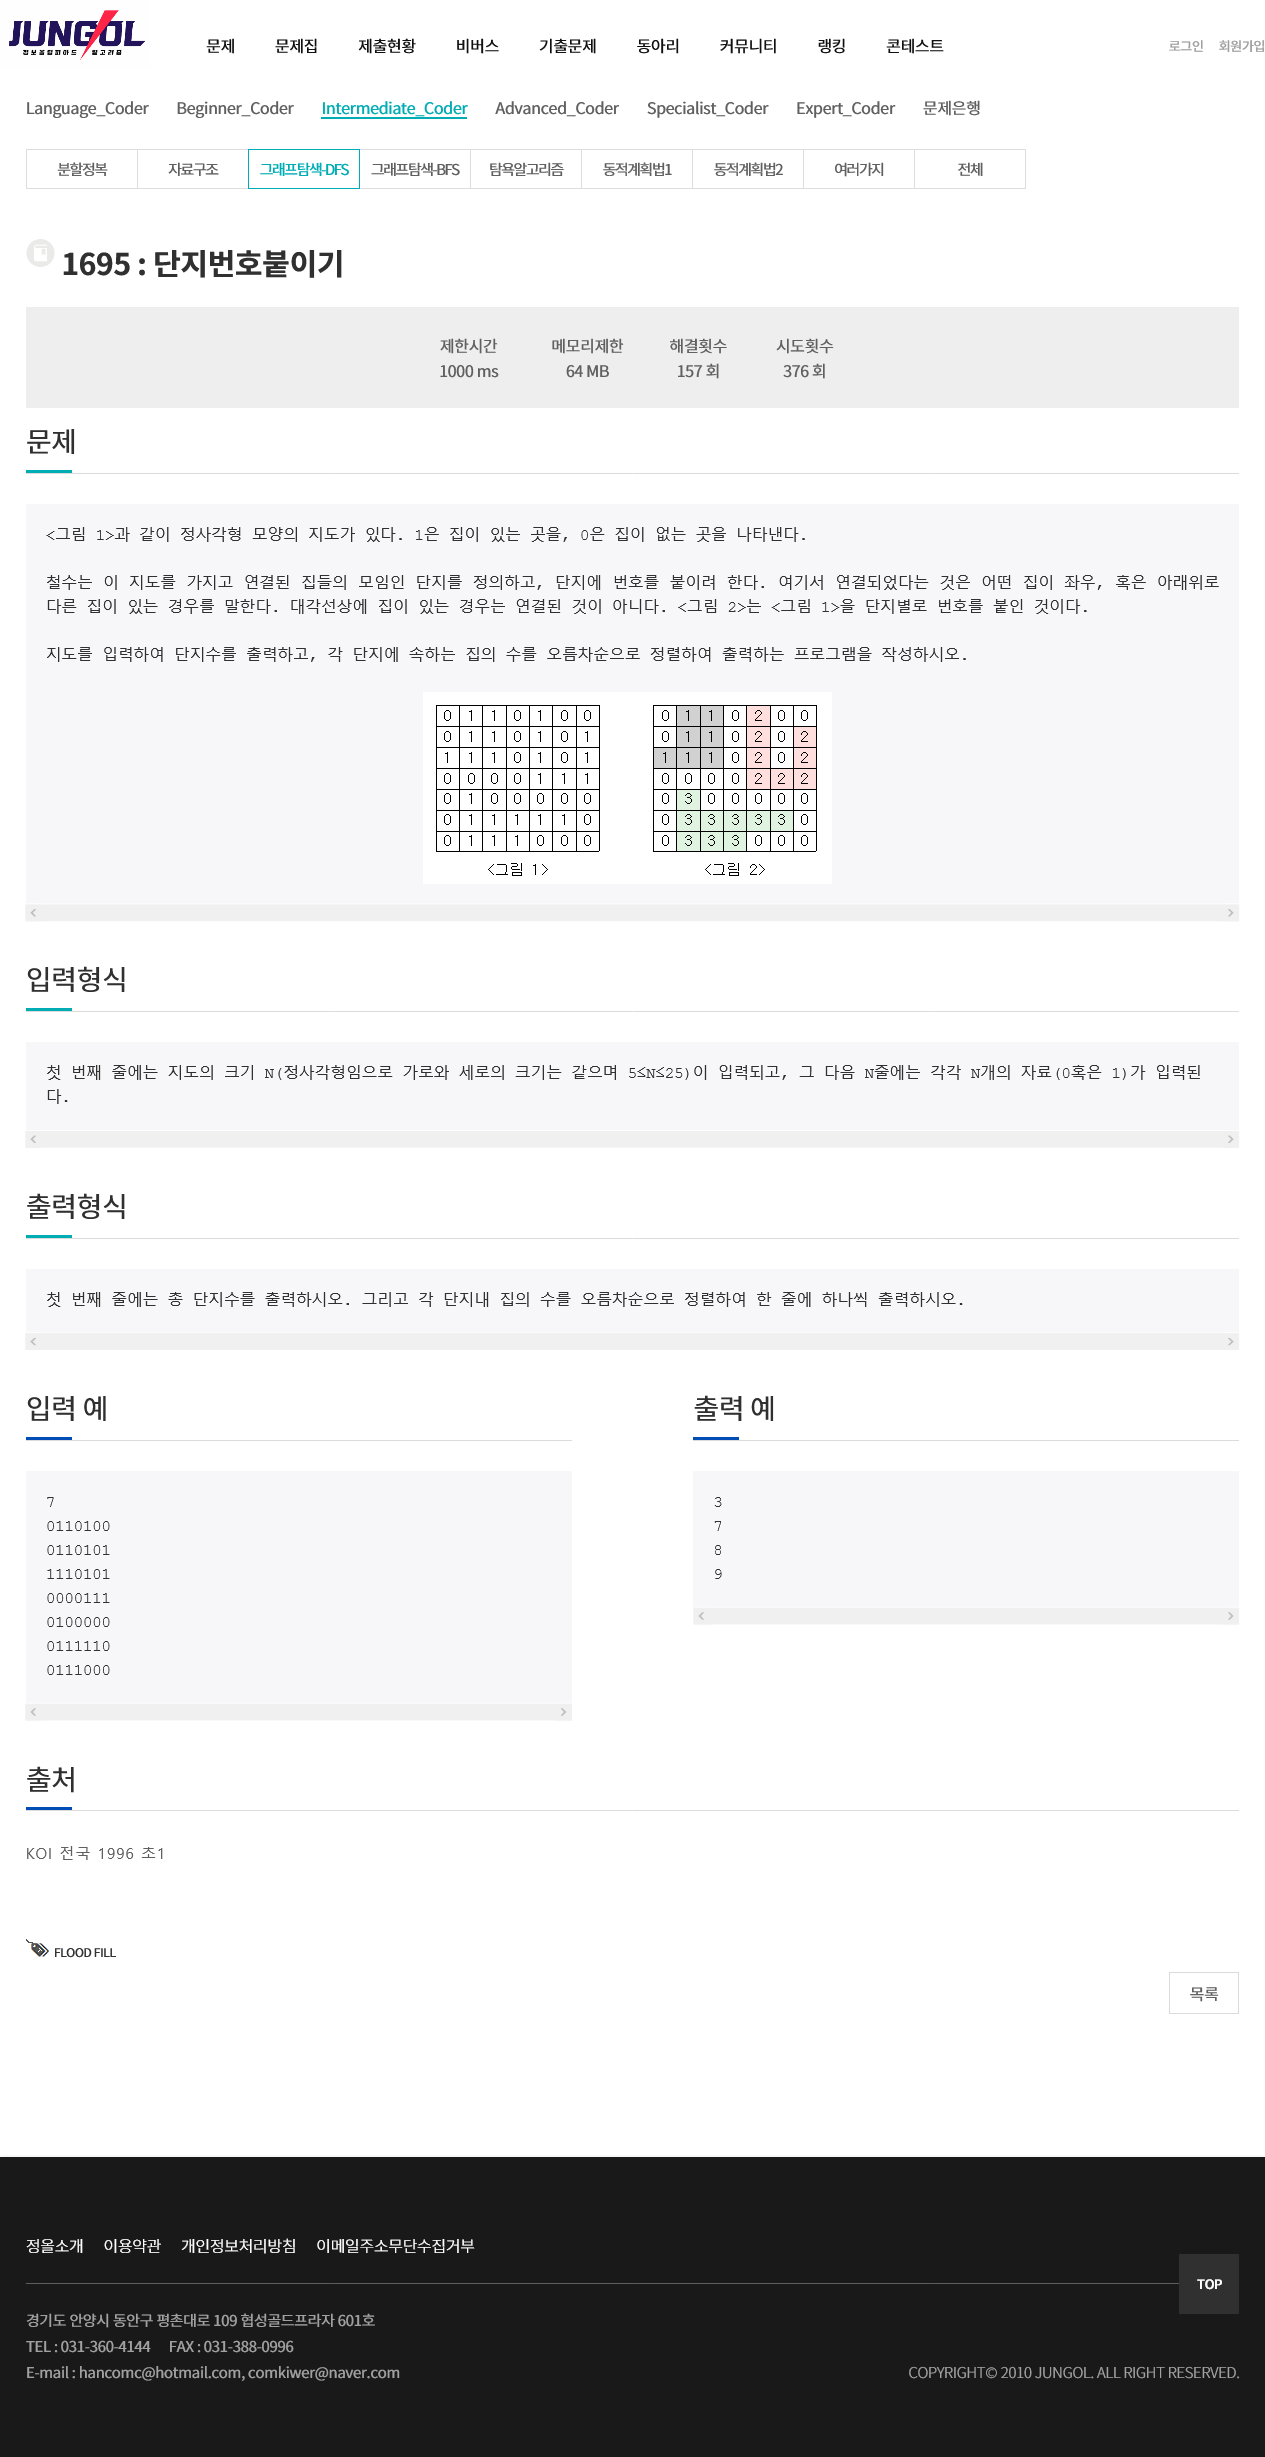 JUNGOL
정보올림피아드 알고리즘
문제 문제집 제출현황 비버스 기출문제 동아리 커뮤니티 랭킹 콘테스트 로그인 회원가입
Language_Coder Beginner_Coder Intermediate_Coder Advanced_Coder Specialist_Coder Expert_Coder 문제은행
분할정복 자료구조 그래프탐색-DFS 그래프탐색-BFS 탐욕알고리즘 동적계획법1 동적계획법2 여러가지 전체
1695 : 단지번호붙이기
제한시간 메모리제한 해결횟수 시도횟수
1000 ms 64 MB 157 회 376 회
문제
<그림 1>과 같이 정사각형 모양의 지도가 있다. 1은 집이 있는 곳을, 0은 집이 없는 곳을 나타낸다.
철수는 이 지도를 가지고 연결된 집들의 모임인 단지를 정의하고, 단지에 번호를 붙이려 한다. 여기서 연결되었다는 것은 어떤 집이 좌우, 혹은 아래위로
다른 집이 있는 경우를 말한다. 대각선상에 집이 있는 경우는 연결된 것이 아니다. <그림 2>는 <그림 1>을 단지별로 번호를 붙인 것이다.
지도를 입력하여 단지수를 출력하고, 각 단지에 속하는 집의 수를 오름차순으로 정렬하여 출력하는 프로그램을 작성하시오.
0 1 1 0 1 0 0 0 1 1 0 2 0 0
0 1 1 0 1 0 1 0 1 1 0 2 0 2
1 1 1 0 1 0 1 1 1 1 0 2 0 2
0 0 0 0 1 1 1 0 0 0 0 2 2 2
0 1 0 0 0 0 0 0 3 0 0 0 0 0
0 1 1 1 1 1 0 0 3 3 3 3 3 0
0 1 1 1 0 0 0 0 3 3 3 0 0 0
<그림 1> <그림 2>
입력형식
첫 번째 줄에는 지도의 크기 N(정사각형임으로 가로와 세로의 크기는 같으며 5≤N≤25)이 입력되고, 그 다음 N줄에는 각각 N개의 자료(0혹은 1)가 입력된
다.
출력형식
첫 번째 줄에는 총 단지수를 출력하시오. 그리고 각 단지내 집의 수를 오름차순으로 정렬하여 한 줄에 하나씩 출력하시오.
입력 예
7
0110100
0110101
1110101
0000111
0100000
0111110
0111000
출력 예
3
7
8
9
출처
KOI 전국 1996 초1
FLOOD FILL
목록
정올소개 이용약관 개인정보처리방침 이메일주소무단수집거부
TOP
경기도 안양시 동안구 평촌대로 109 협성골드프라자 601호
TEL : 031-360-4144 FAX : 031-388-0996
E-mail : hancomc@hotmail.com, comkiwer@naver.com COPYRIGHT© 2010 JUNGOL. ALL RIGHT RESERVED.